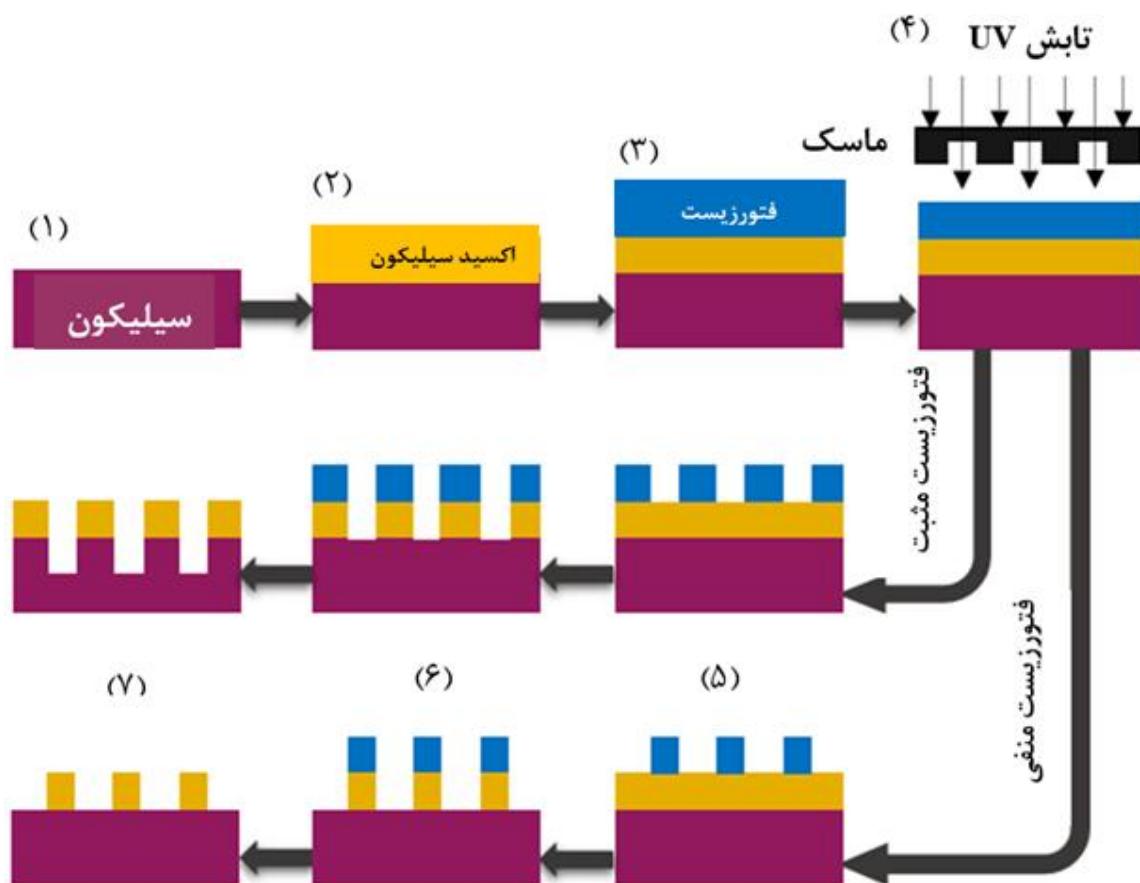 (۴)
تابش UV
ماسک
(۳)
فتورزیست
(۲)
اکسید سیلیکون
(۱)
سیلیکون
فتورزیست مثبت
فتورزیست منفی
(۷)
(۶)
(۵)